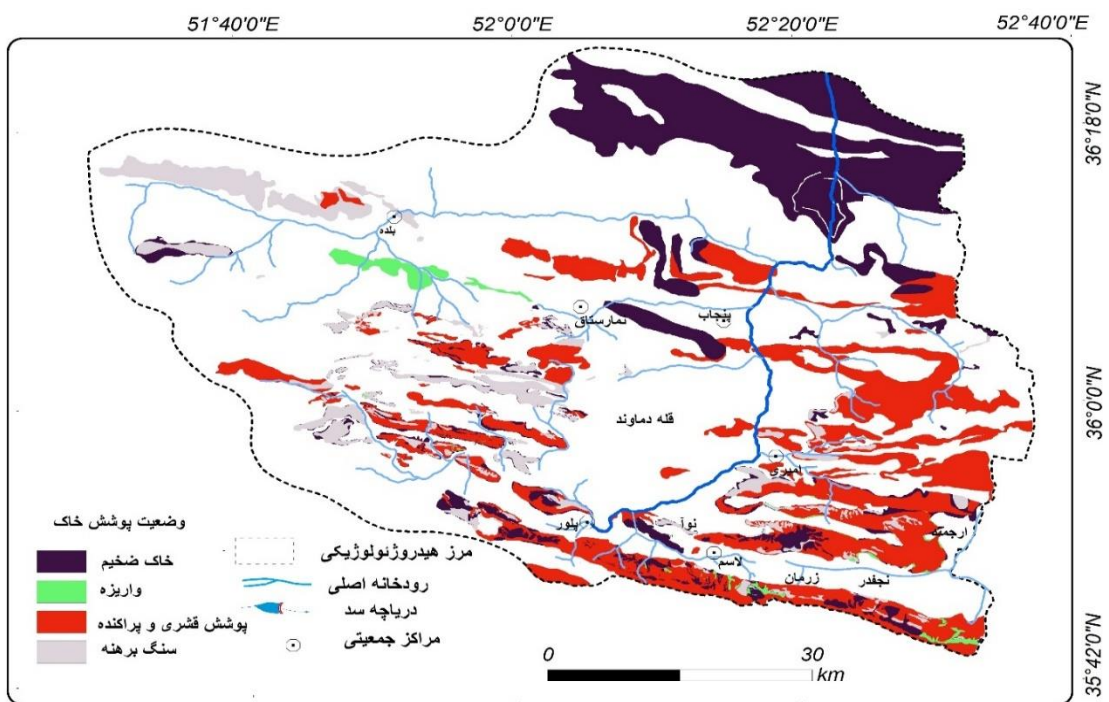 51°40'0"E
52°0'0"E
52°20'0"E
52°40'0"E
36°18'0"N
36°0'0"N
35°42'0"N
بلده
نمارستاق
پنجاب
قله دماوند
امیری
پلور
نوآ
لاسم
ارجمند
زرمان
نجفدر
وضعیت پوشش خاک
خاک ضخیم
واریزه
پوشش قشری و پراکنده
سنگ برهنه
مرز هیدروژئولوژیکی
رودخانه اصلی
دریاچه سد
مراکز جمعیتی
0
30
km